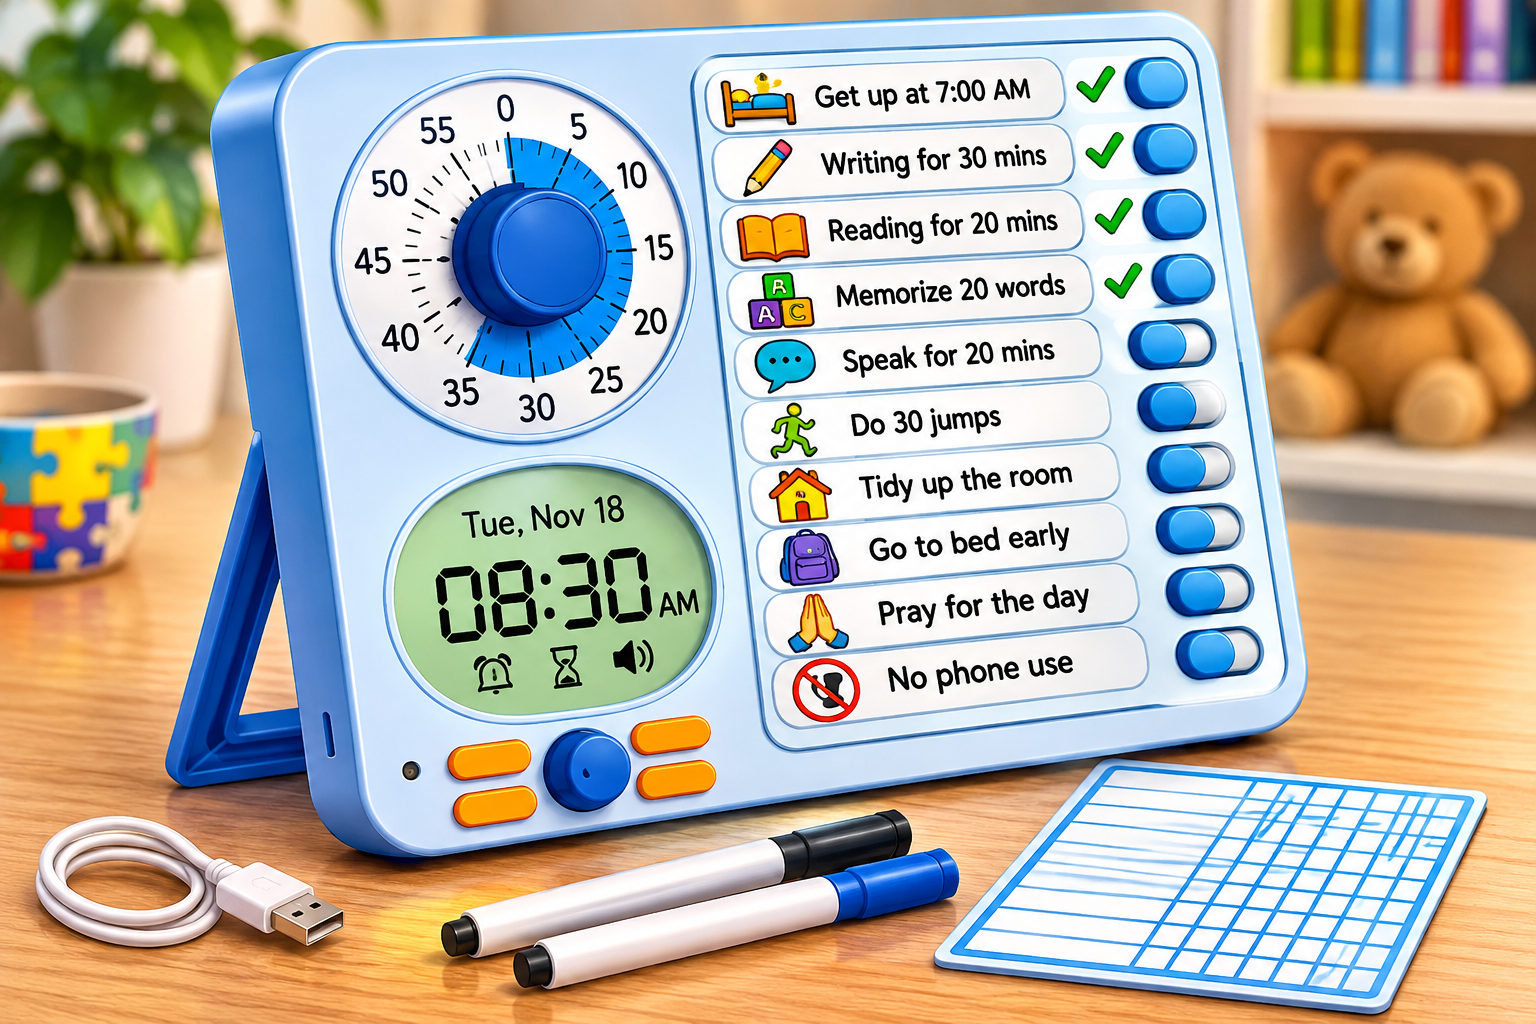 0
5
10
15
20
25
30
35
40
45
50
55
Tue, Nov 18
08:30 AM
Get up at 7:00 AM
Writing for 30 mins
Reading for 20 mins
A
A C
Memorize 20 words
Speak for 20 mins
Do 30 jumps
Tidy up the room
Go to bed early
Pray for the day
No phone use